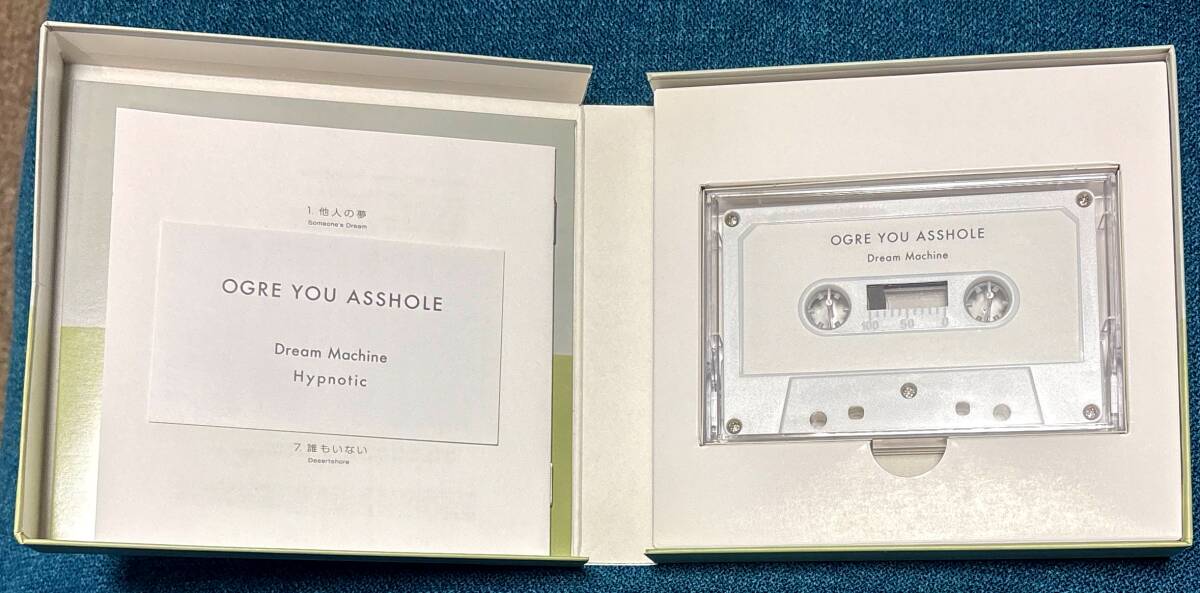 1. 他人の夢
Someone's Dream
OGRE YOU ASSHOLE
Dream Machine
Hypnotic
7. 誰もいない
Desertshore
OGRE YOU ASSHOLE
Dream Machine
100 50 0